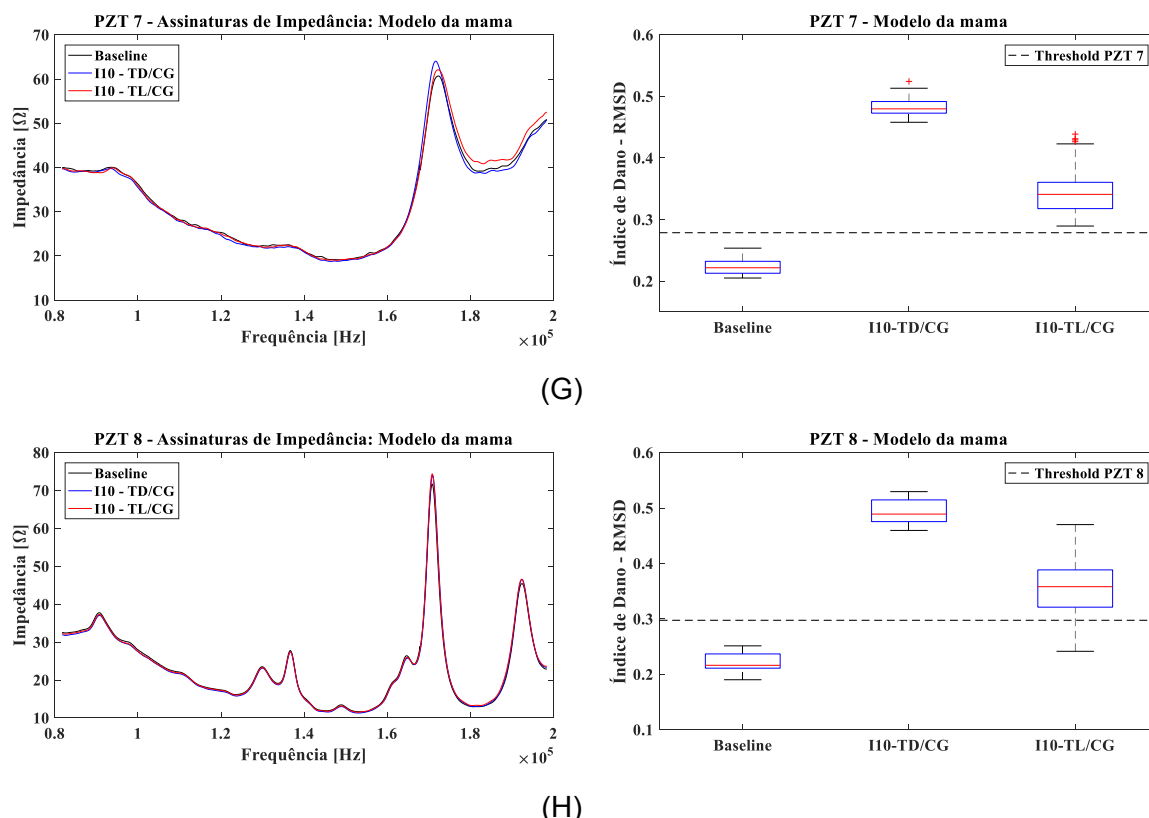 PZT 7 - Assinaturas de Impedância: Modelo da mama
Baseline
I10 - TD/CG
I10 - TL/CG
Impedância [Ω]
70
60
50
40
30
20
10
0.8
1
1.2
1.4
1.6
1.8
2
Frequência [Hz]
×10^5
PZT 7 - Modelo da mama
Threshold PZT 7
Índice de Dano - RMSD
0.6
0.5
0.4
0.3
0.2
Baseline
I10-TD/CG
I10-TL/CG
(G)
PZT 8 - Assinaturas de Impedância: Modelo da mama
Baseline
I10 - TD/CG
I10 - TL/CG
Impedância [Ω]
80
70
60
50
40
30
20
10
0.8
1
1.2
1.4
1.6
1.8
2
Frequência [Hz]
×10^5
PZT 8 - Modelo da mama
Threshold PZT 8
Índice de Dano - RMSD
0.6
0.5
0.4
0.3
0.2
0.1
Baseline
I10-TD/CG
I10-TL/CG
(H)